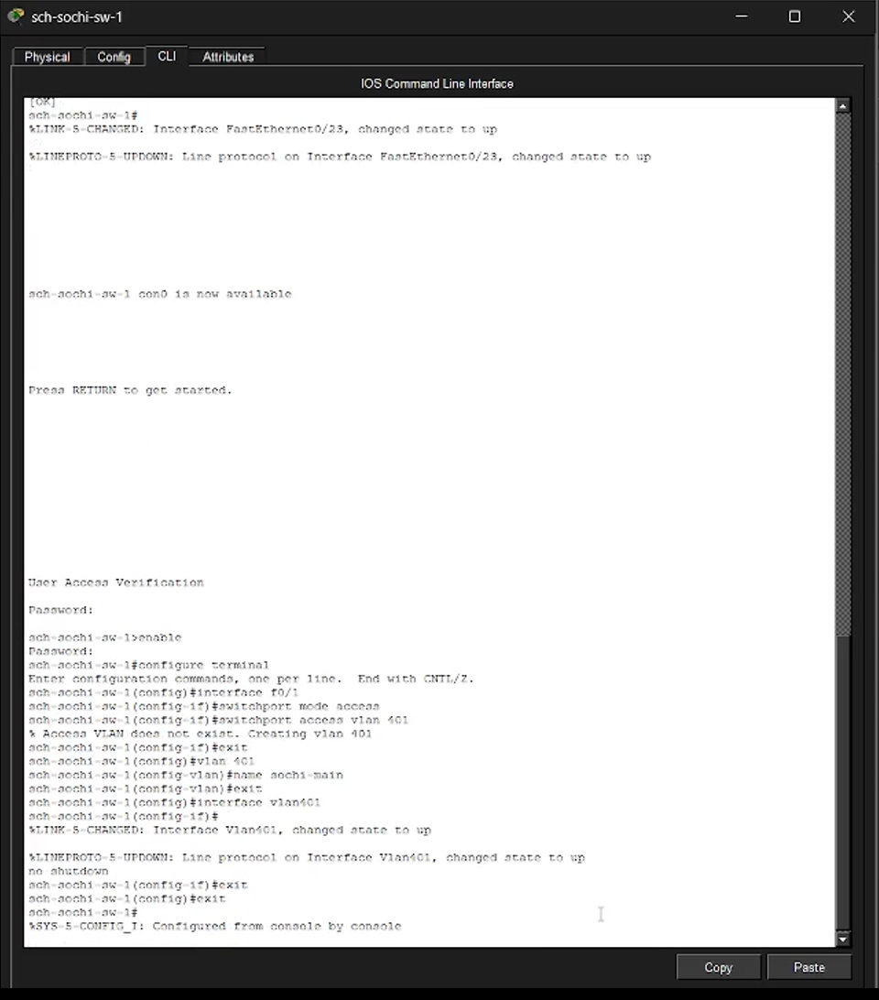 sch-sochi-sw-1
Physical Config CLI Attributes
IOS Command Line Interface
[OK]
sch-sochi-sw-1#
%LINK-5-CHANGED: Interface FastEthernet0/23, changed state to up
%LINEPROTO-5-UPDOWN: Line protocol on Interface FastEthernet0/23, changed state to up
sch-sochi-sw-1 con0 is now available
Press RETURN to get started.
User Access Verification
Password:
sch-sochi-sw-1>enable
Password:
sch-sochi-sw-1#configure terminal
Enter configuration commands, one per line.  End with CNTL/Z.
sch-sochi-sw-1(config)#interface f0/1
sch-sochi-sw-1(config-if)#switchport mode access
sch-sochi-sw-1(config-if)#switchport access vlan 401
% Access VLAN does not exist. Creating vlan 401
sch-sochi-sw-1(config-if)#exit
sch-sochi-sw-1(config)#vlan 401
sch-sochi-sw-1(config-vlan)#name sochi-main
sch-sochi-sw-1(config-vlan)#exit
sch-sochi-sw-1(config)#interface vlan401
sch-sochi-sw-1(config-if)#
%LINK-5-CHANGED: Interface Vlan401, changed state to up
%LINEPROTO-5-UPDOWN: Line protocol on Interface Vlan401, changed state to up
no shutdown
sch-sochi-sw-1(config-if)#exit
sch-sochi-sw-1(config)#exit
sch-sochi-sw-1#
%SYS-5-CONFIG_I: Configured from console by console
Copy Paste